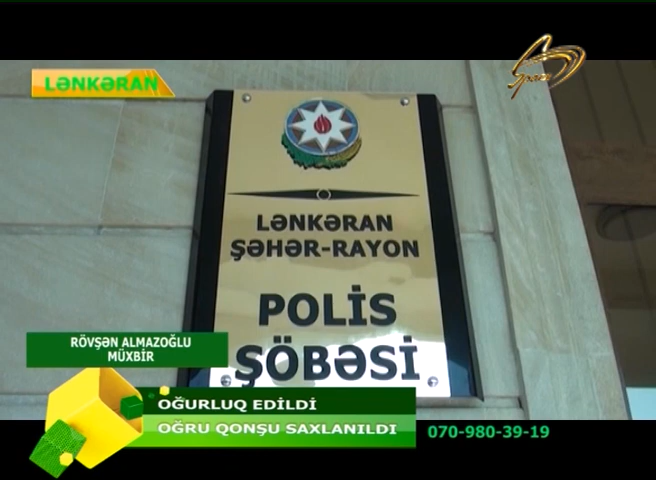 LƏNKƏRAN
Space
LƏNKƏRAN
ŞƏHƏR-RAYON
POLİS
ŞÖBƏSİ
RÖVŞƏN ALMAZOĞLU
MÜXBİR
OĞURLUQ EDİLDİ
OĞRU QONŞU SAXLANILDI
070-980-39-19